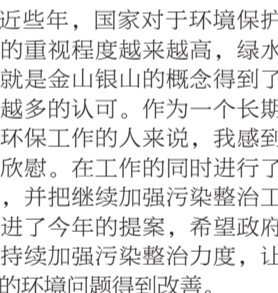 近些年，国家对于环境保护
的重视程度越来越高，绿水
就是金山银山的概念得到了
越多的认可。作为一个长期
环保工作的人来说，我感到
欣慰。在工作的同时进行了
，并把继续加强污染整治工
进了今年的提案，希望政府
持续加强污染整治力度，让
的环境问题得到改善。